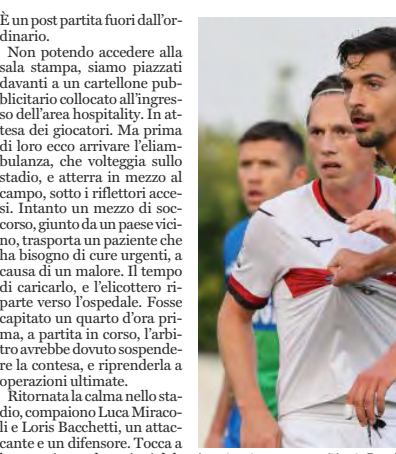 È un post partita fuori dall'or-
dinario.
Non potendo accedere alla
sala stampa, siamo piazzati
davanti a un cartellone pub-
blicitario collocato all'ingres-
so dell'area hospitality. In at-
tesa dei giocatori. Ma prima
di loro ecco arrivare l'eliam-
bulanza, che volteggia sullo
stadio, e atterra in mezzo al
campo, sotto i riflettori acce-
si. Intanto un mezzo di soc-
corso, giunto da un paese vici-
no, trasporta un paziente che
ha bisogno di cure urgenti, a
causa di un malore. Il tempo
di caricarlo, e l'elicottero ri-
parte verso l'ospedale. Fosse
capitato un quarto d'ora pri-
ma, a partita in corso, l'arbi-
tro avrebbe dovuto sospende-
re la contesa, e riprenderla a
operazioni ultimate.
Ritornata la calma nello sta-
dio, compaiono Luca Miraco-
li e Loris Bacchetti, un attac-
cante e un difensore. Tocca a